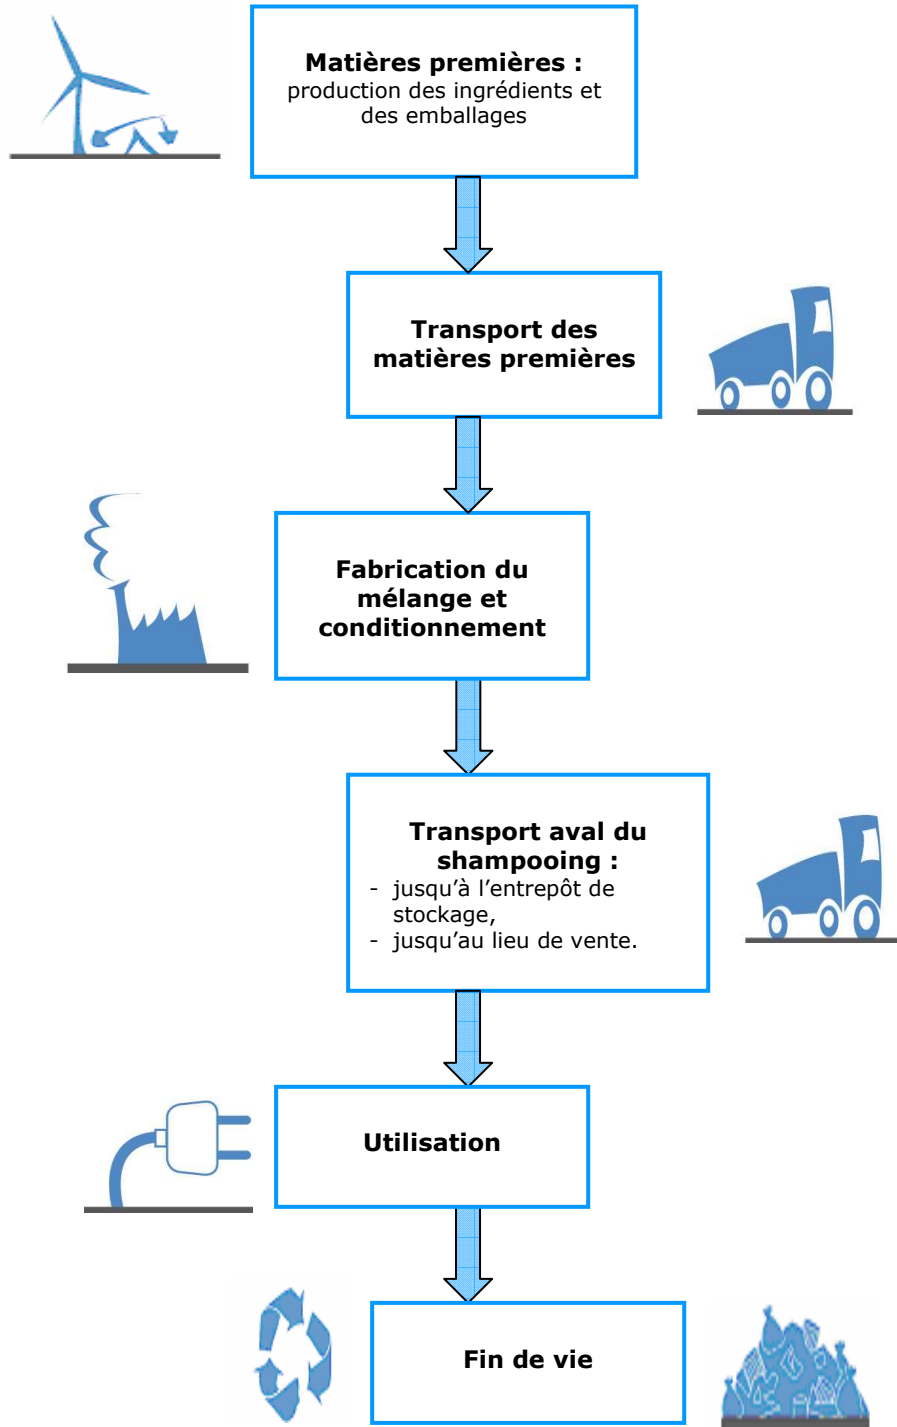 Matières premières :
production des ingrédients et
des emballages
Transport des
matières premières
Fabrication du
mélange et
conditionnement
Transport aval du
shampooing :
- jusqu’à l’entrepôt de
stockage,
- jusqu’au lieu de vente.
Utilisation
Fin de vie